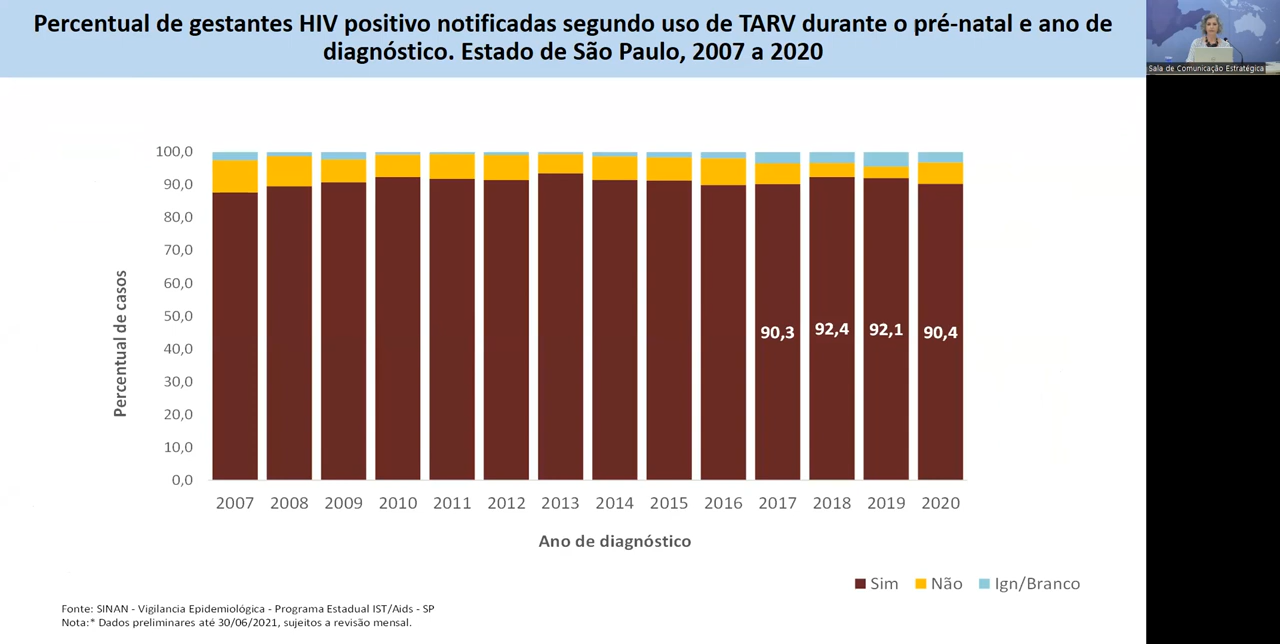 Percentual de gestantes HIV positivo notificadas segundo uso de TARV durante o pré-natal e ano de
diagnóstico. Estado de São Paulo, 2007 a 2020
Sala de Comunicação Estratégica
100,0
90,0
80,0
70,0
60,0
50,0
40,0
30,0
20,0
10,0
0,0
Percentual de casos
90,3
92,4
92,1
90,4
2007 2008 2009 2010 2011 2012 2013 2014 2015 2016 2017 2018 2019 2020
Ano de diagnóstico
Sim Não Ign/Branco
Fonte: SINAN - Vigilancia Epidemiológica - Programa Estadual IST/Aids - SP
Nota:* Dados preliminares até 30/06/2021, sujeitos a revisão mensal.